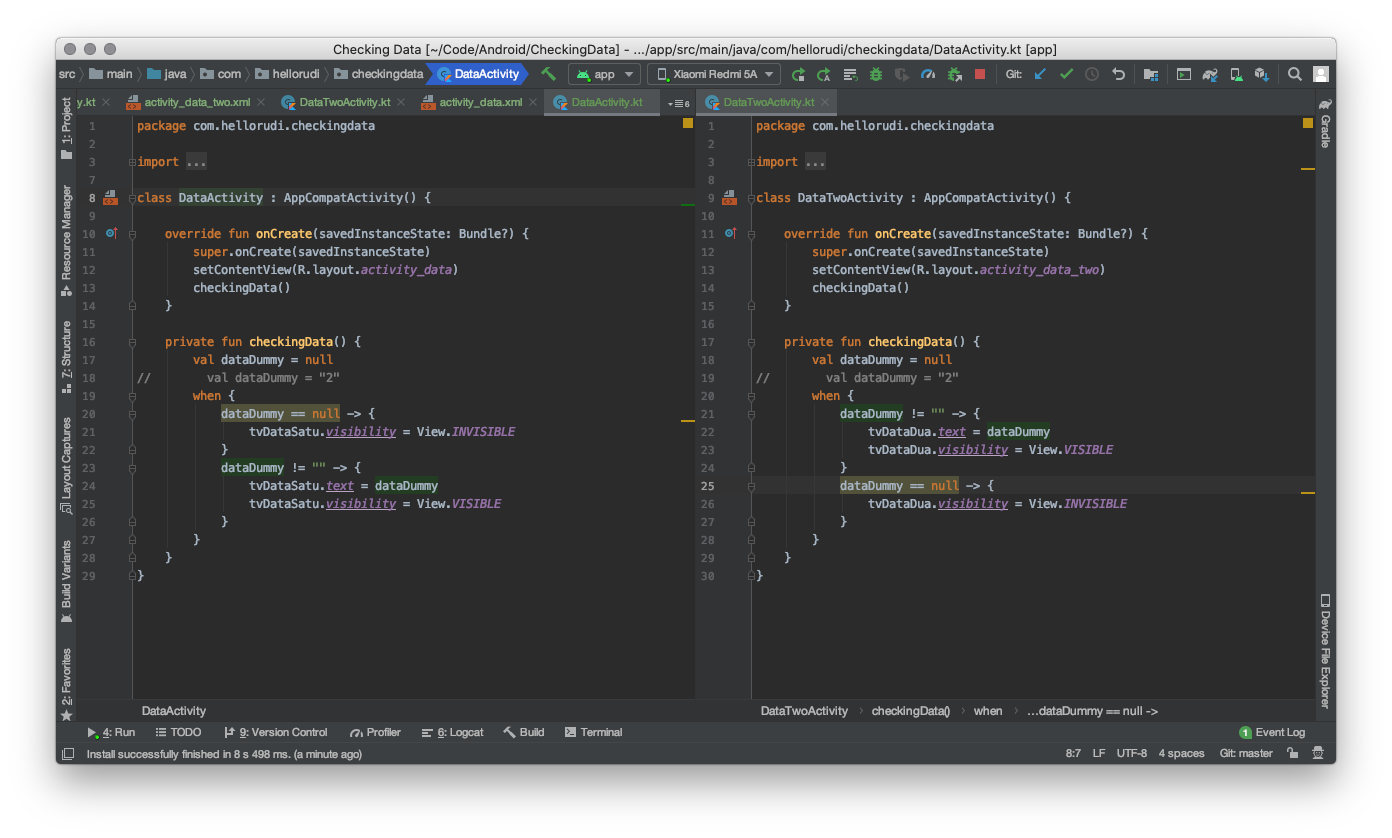 Checking Data [~/Code/Android/CheckingData] - .../app/src/main/java/com/hellorudi/checkingdata/DataActivity.kt [app]
src main java com hellorudi checkingdata DataActivity app Xiaomi Redmi 5A Git:
y.kt activity_data_two.xml DataTwoActivity.kt activity_data.xml DataActivity.kt 6 DataTwoActivity.kt
1: Project
Resource Manager
7: Structure
Layout Captures
Build Variants
2: Favorites
1 package com.hellorudi.checkingdata
2
3 import ...
7
8 class DataActivity : AppCompatActivity() {
9
10 override fun onCreate(savedInstanceState: Bundle?) {
11 super.onCreate(savedInstanceState)
12 setContentView(R.layout.activity_data)
13 checkingData()
14 }
15
16 private fun checkingData() {
17 val dataDummy = null
18 // val dataDummy = "2"
19 when {
20 dataDummy == null -> {
21 tvDataSatu.visibility = View.INVISIBLE
22 }
23 dataDummy != "" -> {
24 tvDataSatu.text = dataDummy
25 tvDataSatu.visibility = View.VISIBLE
26 }
27 }
28 }
29 }
DataActivity
1 package com.hellorudi.checkingdata
2
3 import ...
8
9 class DataTwoActivity : AppCompatActivity() {
10
11 override fun onCreate(savedInstanceState: Bundle?) {
12 super.onCreate(savedInstanceState)
13 setContentView(R.layout.activity_data_two)
14 checkingData()
15 }
16
17 private fun checkingData() {
18 val dataDummy = null
19 // val dataDummy = "2"
20 when {
21 dataDummy != "" -> {
22 tvDataDua.text = dataDummy
23 tvDataDua.visibility = View.VISIBLE
24 }
25 dataDummy == null -> {
26 tvDataDua.visibility = View.INVISIBLE
27 }
28 }
29 }
30 }
DataTwoActivity checkingData() when ...dataDummy == null ->
Gradle
Device File Explorer
4: Run TODO 9: Version Control Profiler 6: Logcat Build Terminal 1 Event Log
Install successfully finished in 8 s 498 ms. (a minute ago) 8:7 LF UTF-8 4 spaces Git: master